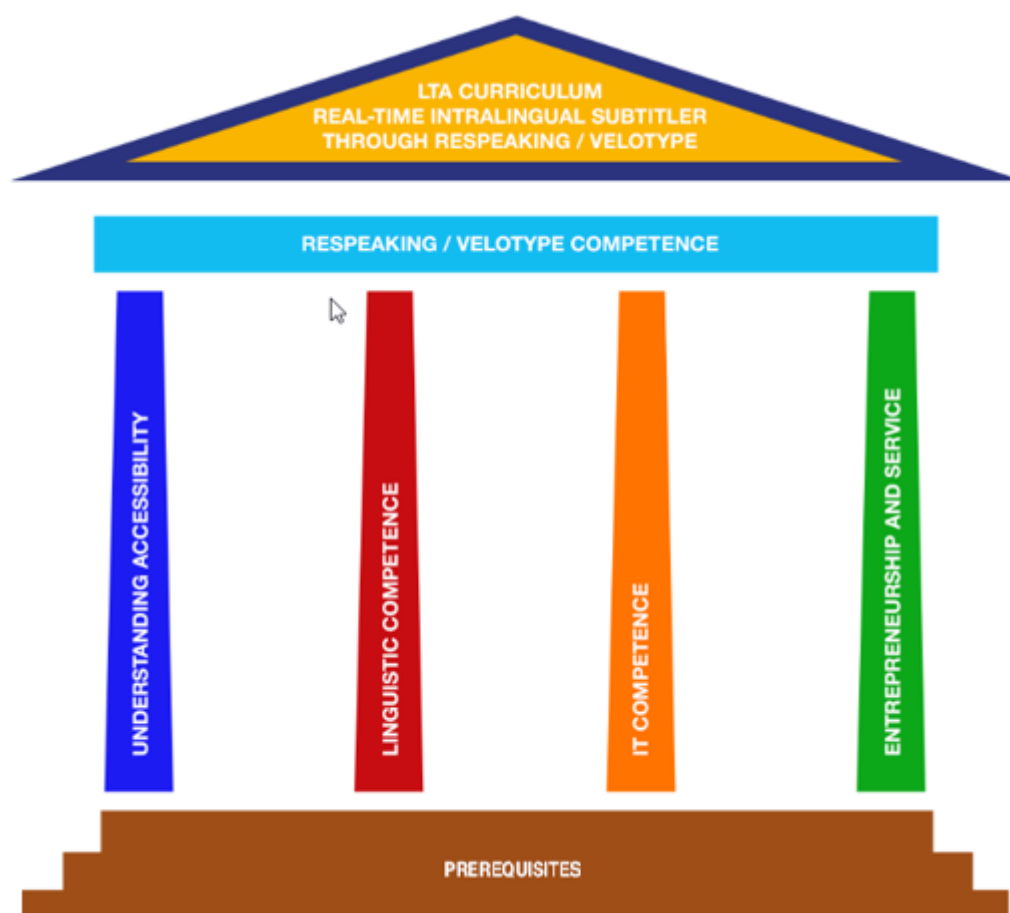 LTA CURRICULUM
REAL-TIME INTRALINGUAL SUBTITLER
THROUGH RESPEAKING / VELOTYPE
RESPEAKING / VELOTYPE COMPETENCE
UNDERSTANDING ACCESSIBILITY
LINGUISTIC COMPETENCE
IT COMPETENCE
ENTREPRENEURSHIP AND SERVICE
PREREQUISITES